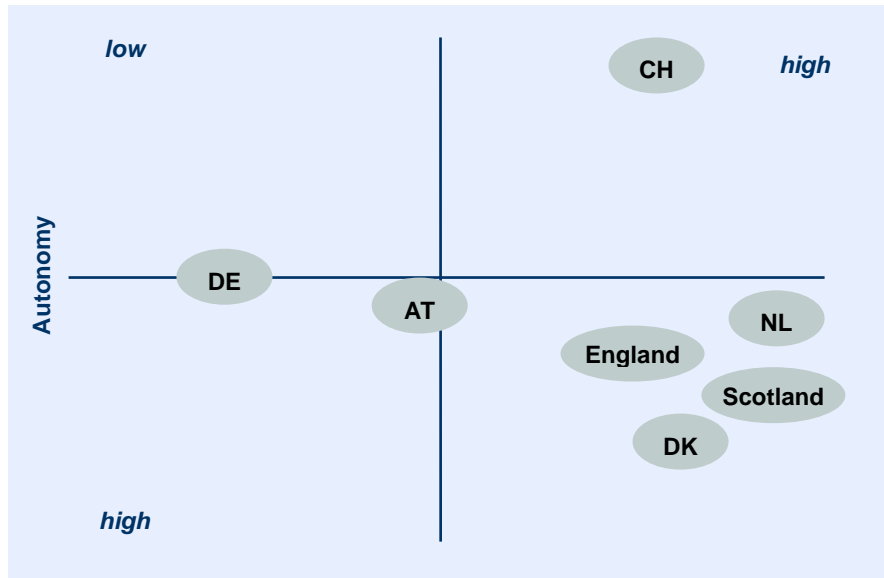 low
CH
high
Autonomy
DE
AT
NL
England
Scotland
DK
high